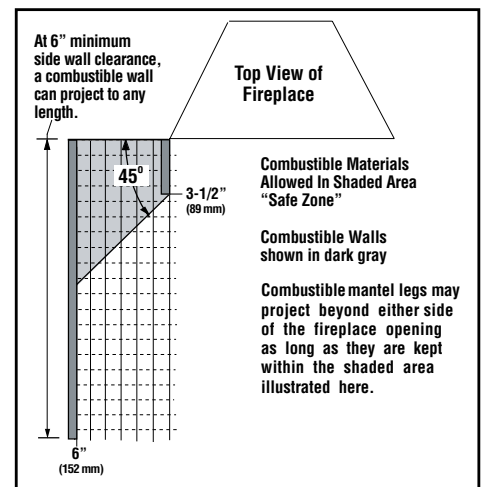 At 6” minimum
side wall clearance,
a combustible wall
can project to any
length.
Top View of
Fireplace
45°
3-1/2”
(89 mm)
Combustible Materials
Allowed In Shaded Area
“Safe Zone”
Combustible Walls
shown in dark gray
Combustible mantel legs may
project beyond either side
of the fireplace opening
as long as they are kept
within the shaded area
illustrated here.
6”
(152 mm)